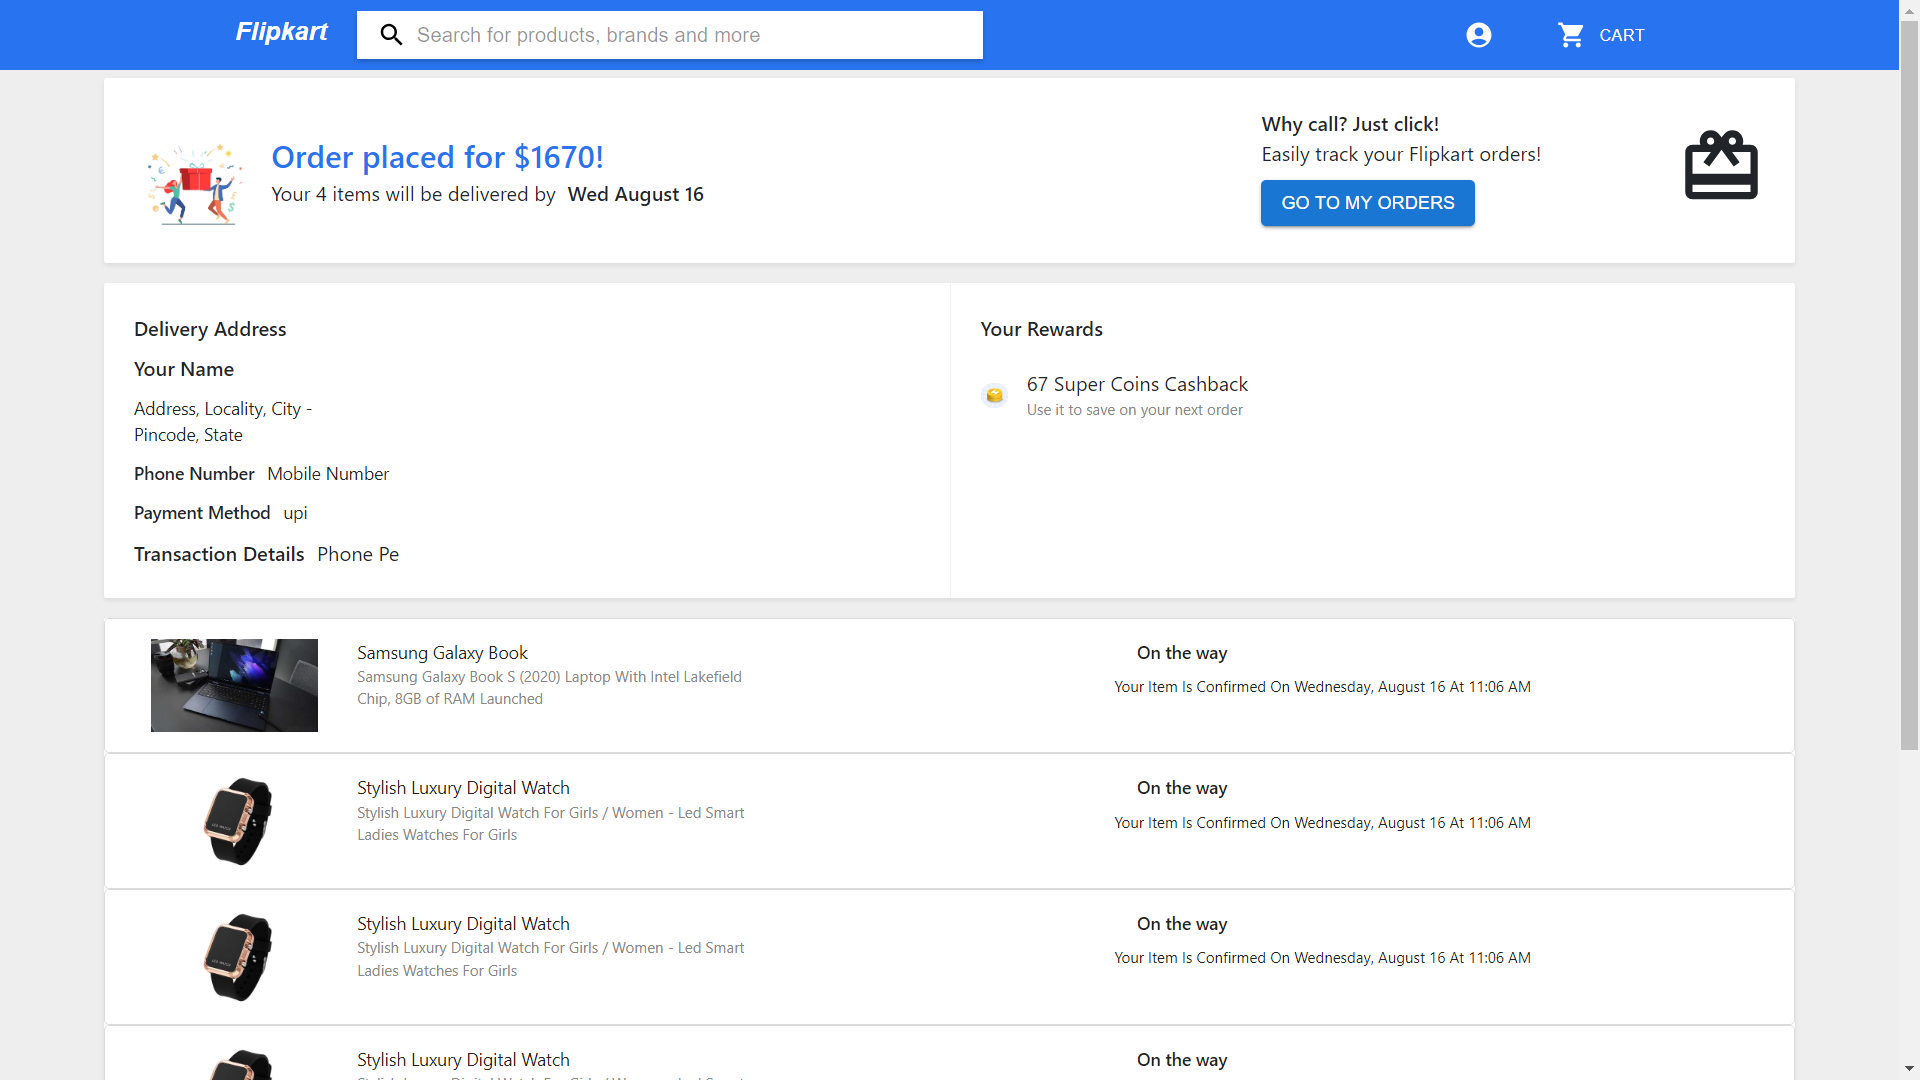 Flipkart
Search for products, brands and more
CART
Order placed for $1670!
Your 4 items will be delivered by Wed August 16
Why call? Just click!
Easily track your Flipkart orders!
GO TO MY ORDERS
Delivery Address
Your Name
Address, Locality, City -
Pincode, State
Phone Number Mobile Number
Payment Method upi
Transaction Details Phone Pe
Your Rewards
67 Super Coins Cashback
Use it to save on your next order
Samsung Galaxy Book
Samsung Galaxy Book S (2020) Laptop With Intel Lakefield
Chip, 8GB of RAM Launched
On the way
Your Item Is Confirmed On Wednesday, August 16 At 11:06 AM
Stylish Luxury Digital Watch
Stylish Luxury Digital Watch For Girls / Women - Led Smart
Ladies Watches For Girls
On the way
Your Item Is Confirmed On Wednesday, August 16 At 11:06 AM
Stylish Luxury Digital Watch
Stylish Luxury Digital Watch For Girls / Women - Led Smart
Ladies Watches For Girls
On the way
Your Item Is Confirmed On Wednesday, August 16 At 11:06 AM
Stylish Luxury Digital Watch
On the way